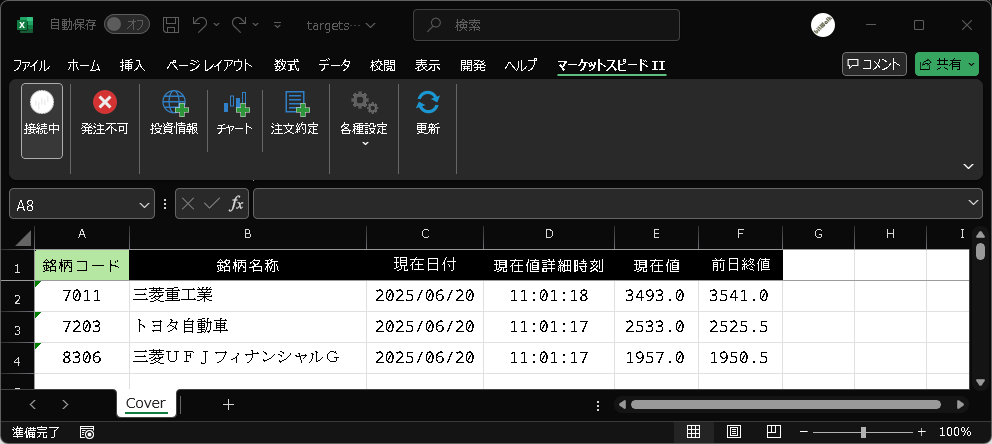 自動保存 オフ targets… 検索
ファイル ホーム 挿入 ページ レイアウト 数式 データ 校閲 表示 開発 ヘルプ マーケットスピード II コメント 共有
接続中 発注不可 投資情報 チャート 注文約定 各種設定 更新
A8 fx
A B C D E F G H I
1 銘柄コード 銘柄名称 現在日付 現在値詳細時刻 現在値 前日終値
2 7011 三菱重工業 2025/06/20 11:01:18 3493.0 3541.0
3 7203 トヨタ自動車 2025/06/20 11:01:17 2533.0 2525.5
4 8306 三菱ＵＦＪフィナンシャルＧ 2025/06/20 11:01:17 1957.0 1950.5
Cover
準備完了 100%